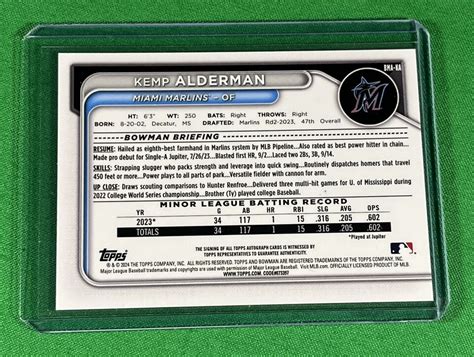 BMA-KA
KEMP ALDERMAN
MIAMI MARLINS – OF
M
HT: 6'3" WT: 250 BATS: Right THROWS: Right
BORN: 8-20-02, Decatur, MS DRAFTED: Marlins Rd2-2023, 47th Overall
BOWMAN BRIEFING
RESUME: Hailed as eighth-best farmhand in Marlins system by MLB Pipeline...Also rated as best power hitter in chain...
Made pro debut for Single-A Jupiter, 7/26/23...Blasted first HR, 9/2...Laced two 2Bs, 3B, 9/14.
SKILLS: Strapping slugger who packs strength and leverage into quick swing...Routinely dispatches homers that travel
450 feet or more...Power plays to all parts of park...Versatile fielder with cannon for arm.
UP CLOSE: Draws scouting comparisons to Hunter Renfroe...Delivered three multi-hit games for U. of Mississippi during
2022 College World Series championship...Brother (Ty) played college baseball.
MINOR LEAGUE BATTING RECORD
YR G AB HR RBI SLG AVG OPS
2023* 34 117 1 15 .316 .205 .602
TOTALS 34 117 1 15 .316 .205 .602
*Played at Jupiter
THE SIGNING OF ALL TOPPS AUTOGRAPH CARDS IS WITNESSED BY
TOPPS REPRESENTATIVES TO GUARANTEE AUTHENTICITY.
Topps
® & © 2024 THE TOPPS COMPANY, INC. ALL RIGHTS RESERVED. TOPPS AND BOWMAN ARE REGISTERED TRADEMARKS OF THE TOPPS COMPANY, INC.
Major League Baseball trademarks and copyrights are used with permission of Major League Baseball. Visit MLB.com. OFFICIALLY LICENSED PRODUCT OF MLB.
WWW.TOPPS.COM.